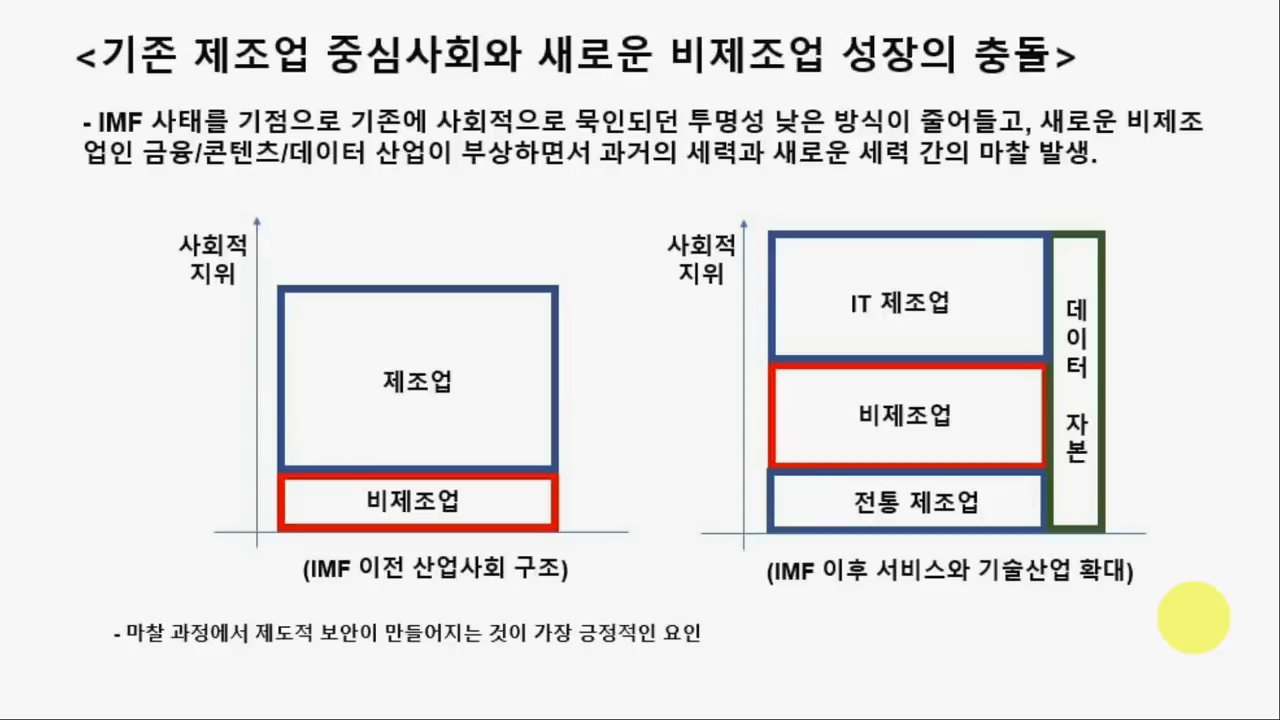 <기존 제조업 중심사회와 새로운 비제조업 성장의 충돌>
- IMF 사태를 기점으로 기존에 사회적으로 묵인되던 투명성 낮은 방식이 줄어들고, 새로운 비제조
업인 금융/콘텐츠/데이터 산업이 부상하면서 과거의 세력과 새로운 세력 간의 마찰 발생.
사회적
지위
제조업
비제조업
(IMF 이전 산업사회 구조)
사회적
지위
IT 제조업
비제조업
전통 제조업
데이터 자본
(IMF 이후 서비스와 기술산업 확대)
- 마찰 과정에서 제도적 보안이 만들어지는 것이 가장 긍정적인 요인